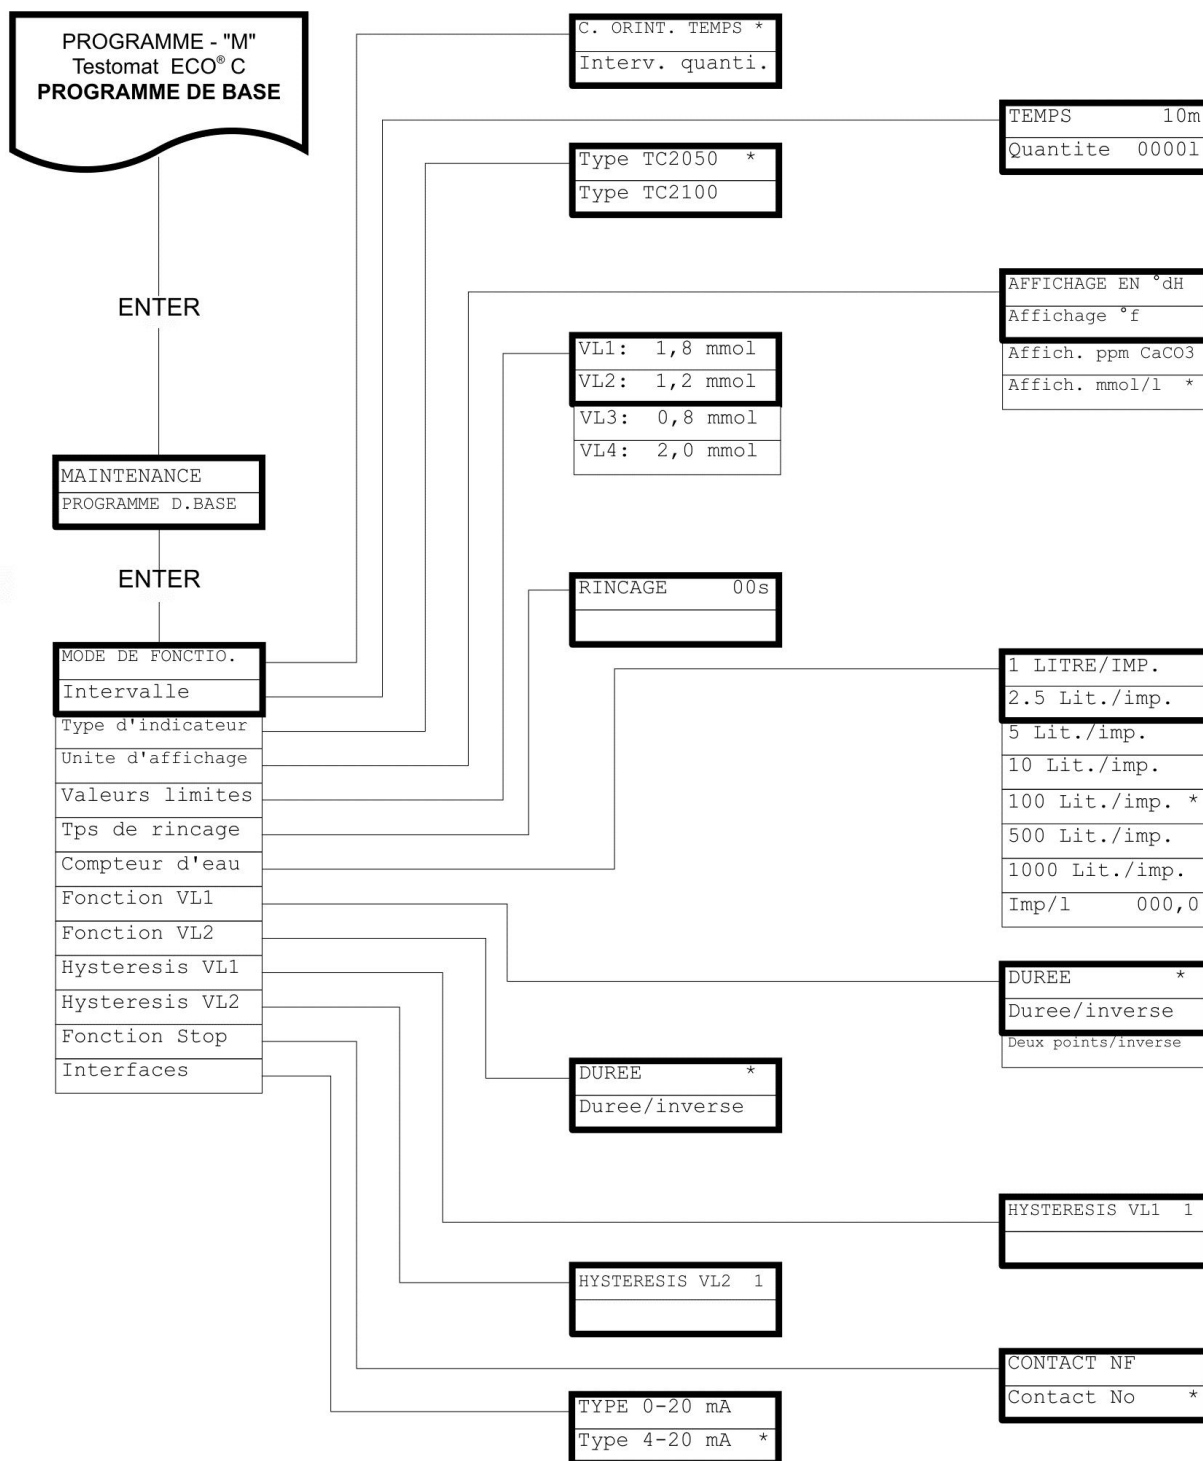 PROGRAMME - "M"
Testomat ECO® C
PROGRAMME DE BASE
ENTER
MAINTENANCE
PROGRAMME D.BASE
ENTER
MODE DE FONCTIO.
Intervalle
Type d'indicateur
Unite d'affichage
Valeurs limites
Tps de rincage
Compteur d'eau
Fonction VL1
Fonction VL2
Hysteresis VL1
Hysteresis VL2
Fonction Stop
Interfaces
C. ORINT. TEMPS *
Interv. quanti.
Type TC2050 *
Type TC2100
VL1: 1,8 mmol
VL2: 1,2 mmol
VL3: 0,8 mmol
VL4: 2,0 mmol
RINCAGE 00s
DUREE *
Duree/inverse
HYSTERESIS VL2 1
TYPE 0-20 mA
Type 4-20 mA *
TEMPS 10m
Quantite 0000l
AFFICHAGE EN °dH
Affichage °f
Affich. ppm CaCO3
Affich. mmol/l *
1 LITRE/IMP.
2.5 Lit./imp.
5 Lit./imp.
10 Lit./imp.
100 Lit./imp. *
500 Lit./imp.
1000 Lit./imp.
Imp/l 000,0
DUREE *
Duree/inverse
Deux points/inverse
HYSTERESIS VL1 1
CONTACT NF
Contact No *